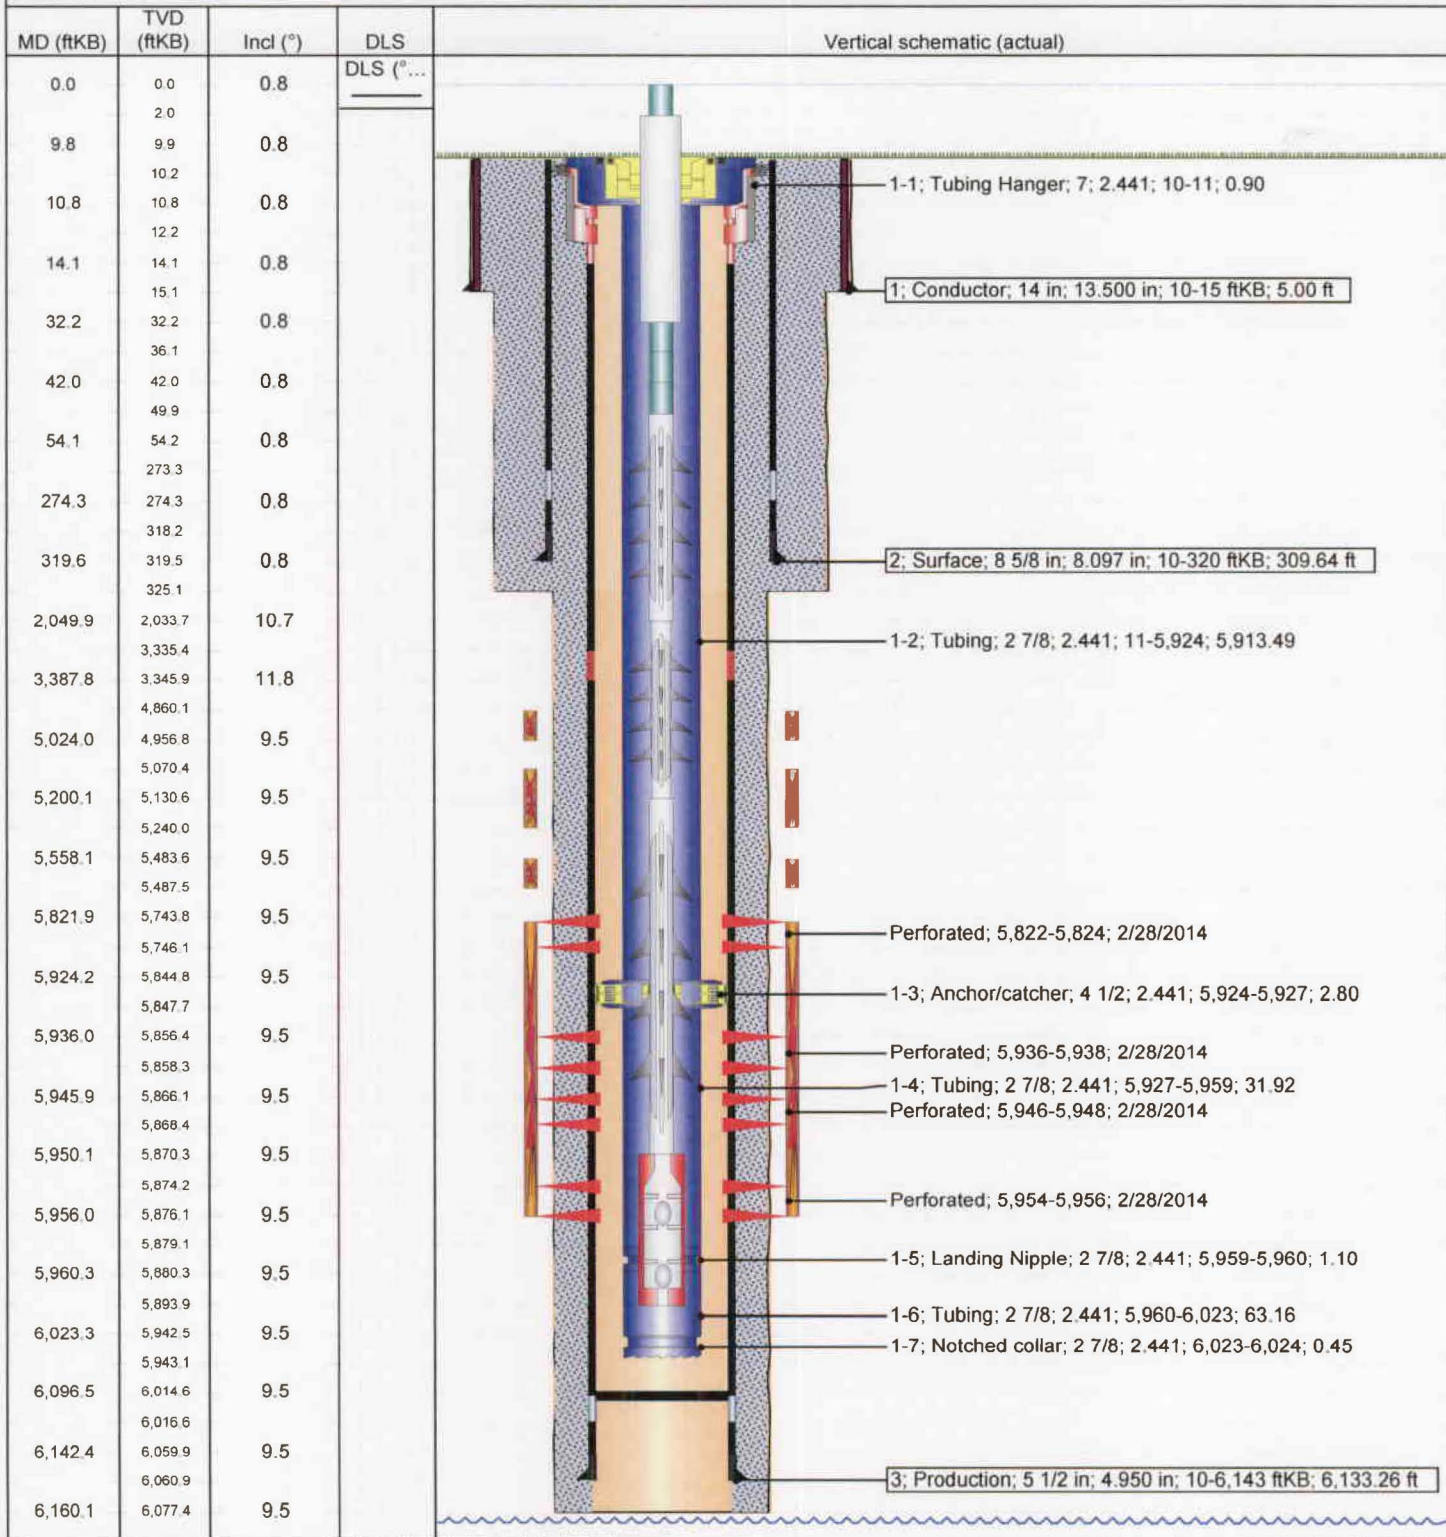 MD (ftKB) TVD (ftKB) Incl (°) DLS Vertical schematic (actual)
DLS (°...
0.0 0.0 0.8
2.0
9.8 9.9 0.8
10.2
10.8 10.8 0.8
12.2
14.1 14.1 0.8
15.1
32.2 32.2 0.8
36.1
42.0 42.0 0.8
49.9
54.1 54.2 0.8
273.3
274.3 274.3 0.8
318.2
319.6 319.5 0.8
325.1
2,049.9 2,033.7 10.7
3,335.4
3,387.8 3,345.9 11.8
4,860.1
5,024.0 4,956.8 9.5
5,070.4
5,200.1 5,130.6 9.5
5,240.0
5,558.1 5,483.6 9.5
5,487.5
5,821.9 5,743.8 9.5
5,746.1
5,924.2 5,844.8 9.5
5,847.7
5,936.0 5,856.4 9.5
5,858.3
5,945.9 5,866.1 9.5
5,868.4
5,950.1 5,870.3 9.5
5,874.2
5,956.0 5,876.1 9.5
5,879.1
5,960.3 5,880.3 9.5
5,893.9
6,023.3 5,942.5 9.5
5,943.1
6,096.5 6,014.6 9.5
6,016.6
6,142.4 6,059.9 9.5
6,060.9
6,160.1 6,077.4 9.5
1-1; Tubing Hanger; 7; 2.441; 10-11; 0.90
1; Conductor; 14 in; 13.500 in; 10-15 ftKB; 5.00 ft
2; Surface; 8 5/8 in; 8.097 in; 10-320 ftKB; 309.64 ft
1-2; Tubing; 2 7/8; 2.441; 11-5,924; 5,913.49
Perforated; 5,822-5,824; 2/28/2014
1-3; Anchor/catcher; 4 1/2; 2.441; 5,924-5,927; 2.80
Perforated; 5,936-5,938; 2/28/2014
1-4; Tubing; 2 7/8; 2.441; 5,927-5,959; 31.92
Perforated; 5,946-5,948; 2/28/2014
Perforated; 5,954-5,956; 2/28/2014
1-5; Landing Nipple; 2 7/8; 2.441; 5,959-5,960; 1.10
1-6; Tubing; 2 7/8; 2.441; 5,960-6,023; 63.16
1-7; Notched collar; 2 7/8; 2.441; 6,023-6,024; 0.45
3; Production; 5 1/2 in; 4.950 in; 10-6,143 ftKB; 6,133.26 ft